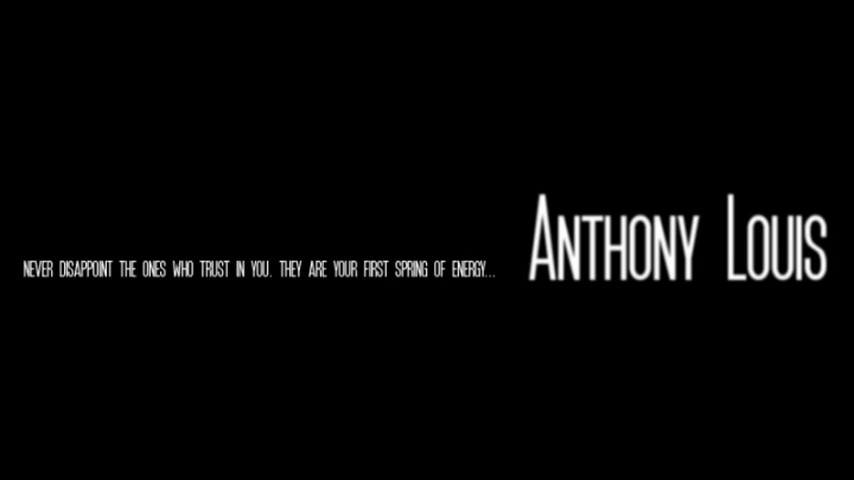 NEVER DISAPPOINT THE ONES WHO TRUST IN YOU. THEY ARE YOUR FIRST SPRING OF ENERGY...
ANTHONY LOUIS